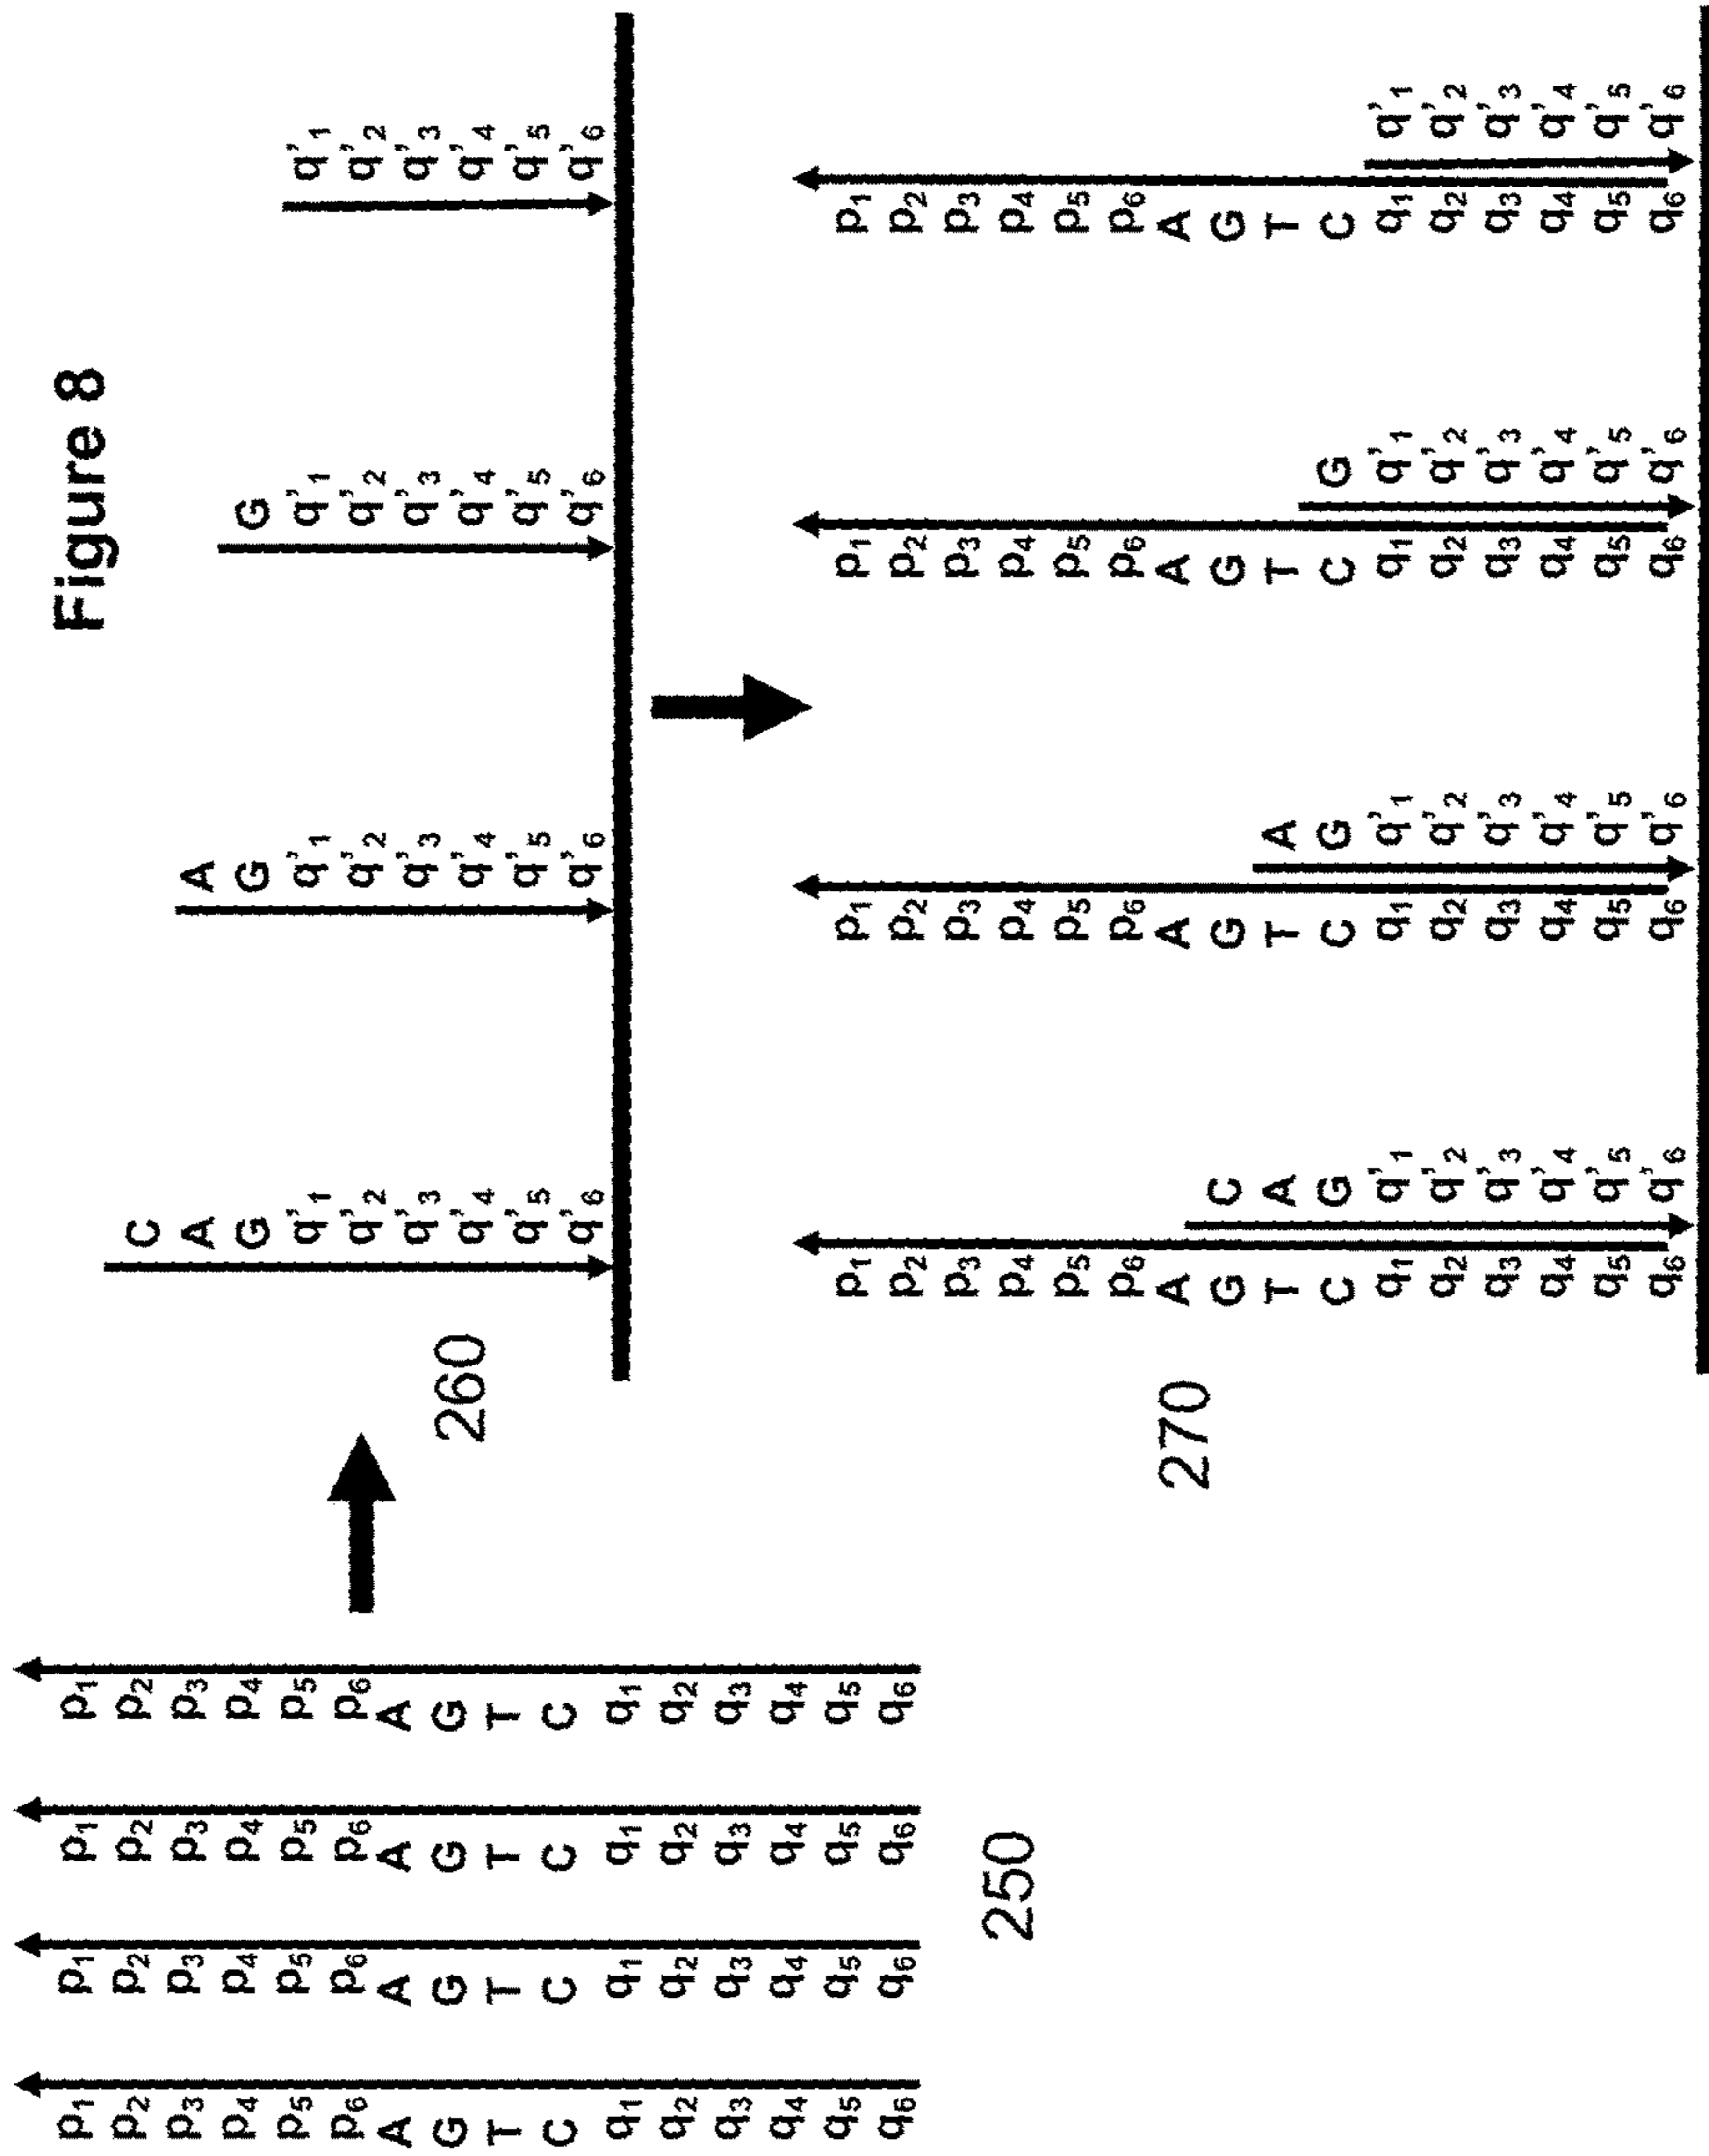 Figure 8
p1 p2 p3 p4 p5 p6 A G T C q1 q2 q3 q4 q5 q6
p1 p2 p3 p4 p5 p6 A G T C q1 q2 q3 q4 q5 q6
p1 p2 p3 p4 p5 p6 A G T C q1 q2 q3 q4 q5 q6
p1 p2 p3 p4 p5 p6 A G T C q1 q2 q3 q4 q5 q6
250
260
C A G q'1 q'2 q'3 q'4 q'5 q'6
A G q'1 q'2 q'3 q'4 q'5 q'6
G q'1 q'2 q'3 q'4 q'5 q'6
q'1 q'2 q'3 q'4 q'5 q'6
270
p1 p2 p3 p4 p5 p6 A G T C q1 q2 q3 q4 q5 q6
C A G q'1 q'2 q'3 q'4 q'5 q'6
p1 p2 p3 p4 p5 p6 A G T C q1 q2 q3 q4 q5 q6
A G q'1 q'2 q'3 q'4 q'5 q'6
p1 p2 p3 p4 p5 p6 A G T C q1 q2 q3 q4 q5 q6
G q'1 q'2 q'3 q'4 q'5 q'6
p1 p2 p3 p4 p5 p6 A G T C q1 q2 q3 q4 q5 q6
q'1 q'2 q'3 q'4 q'5 q'6